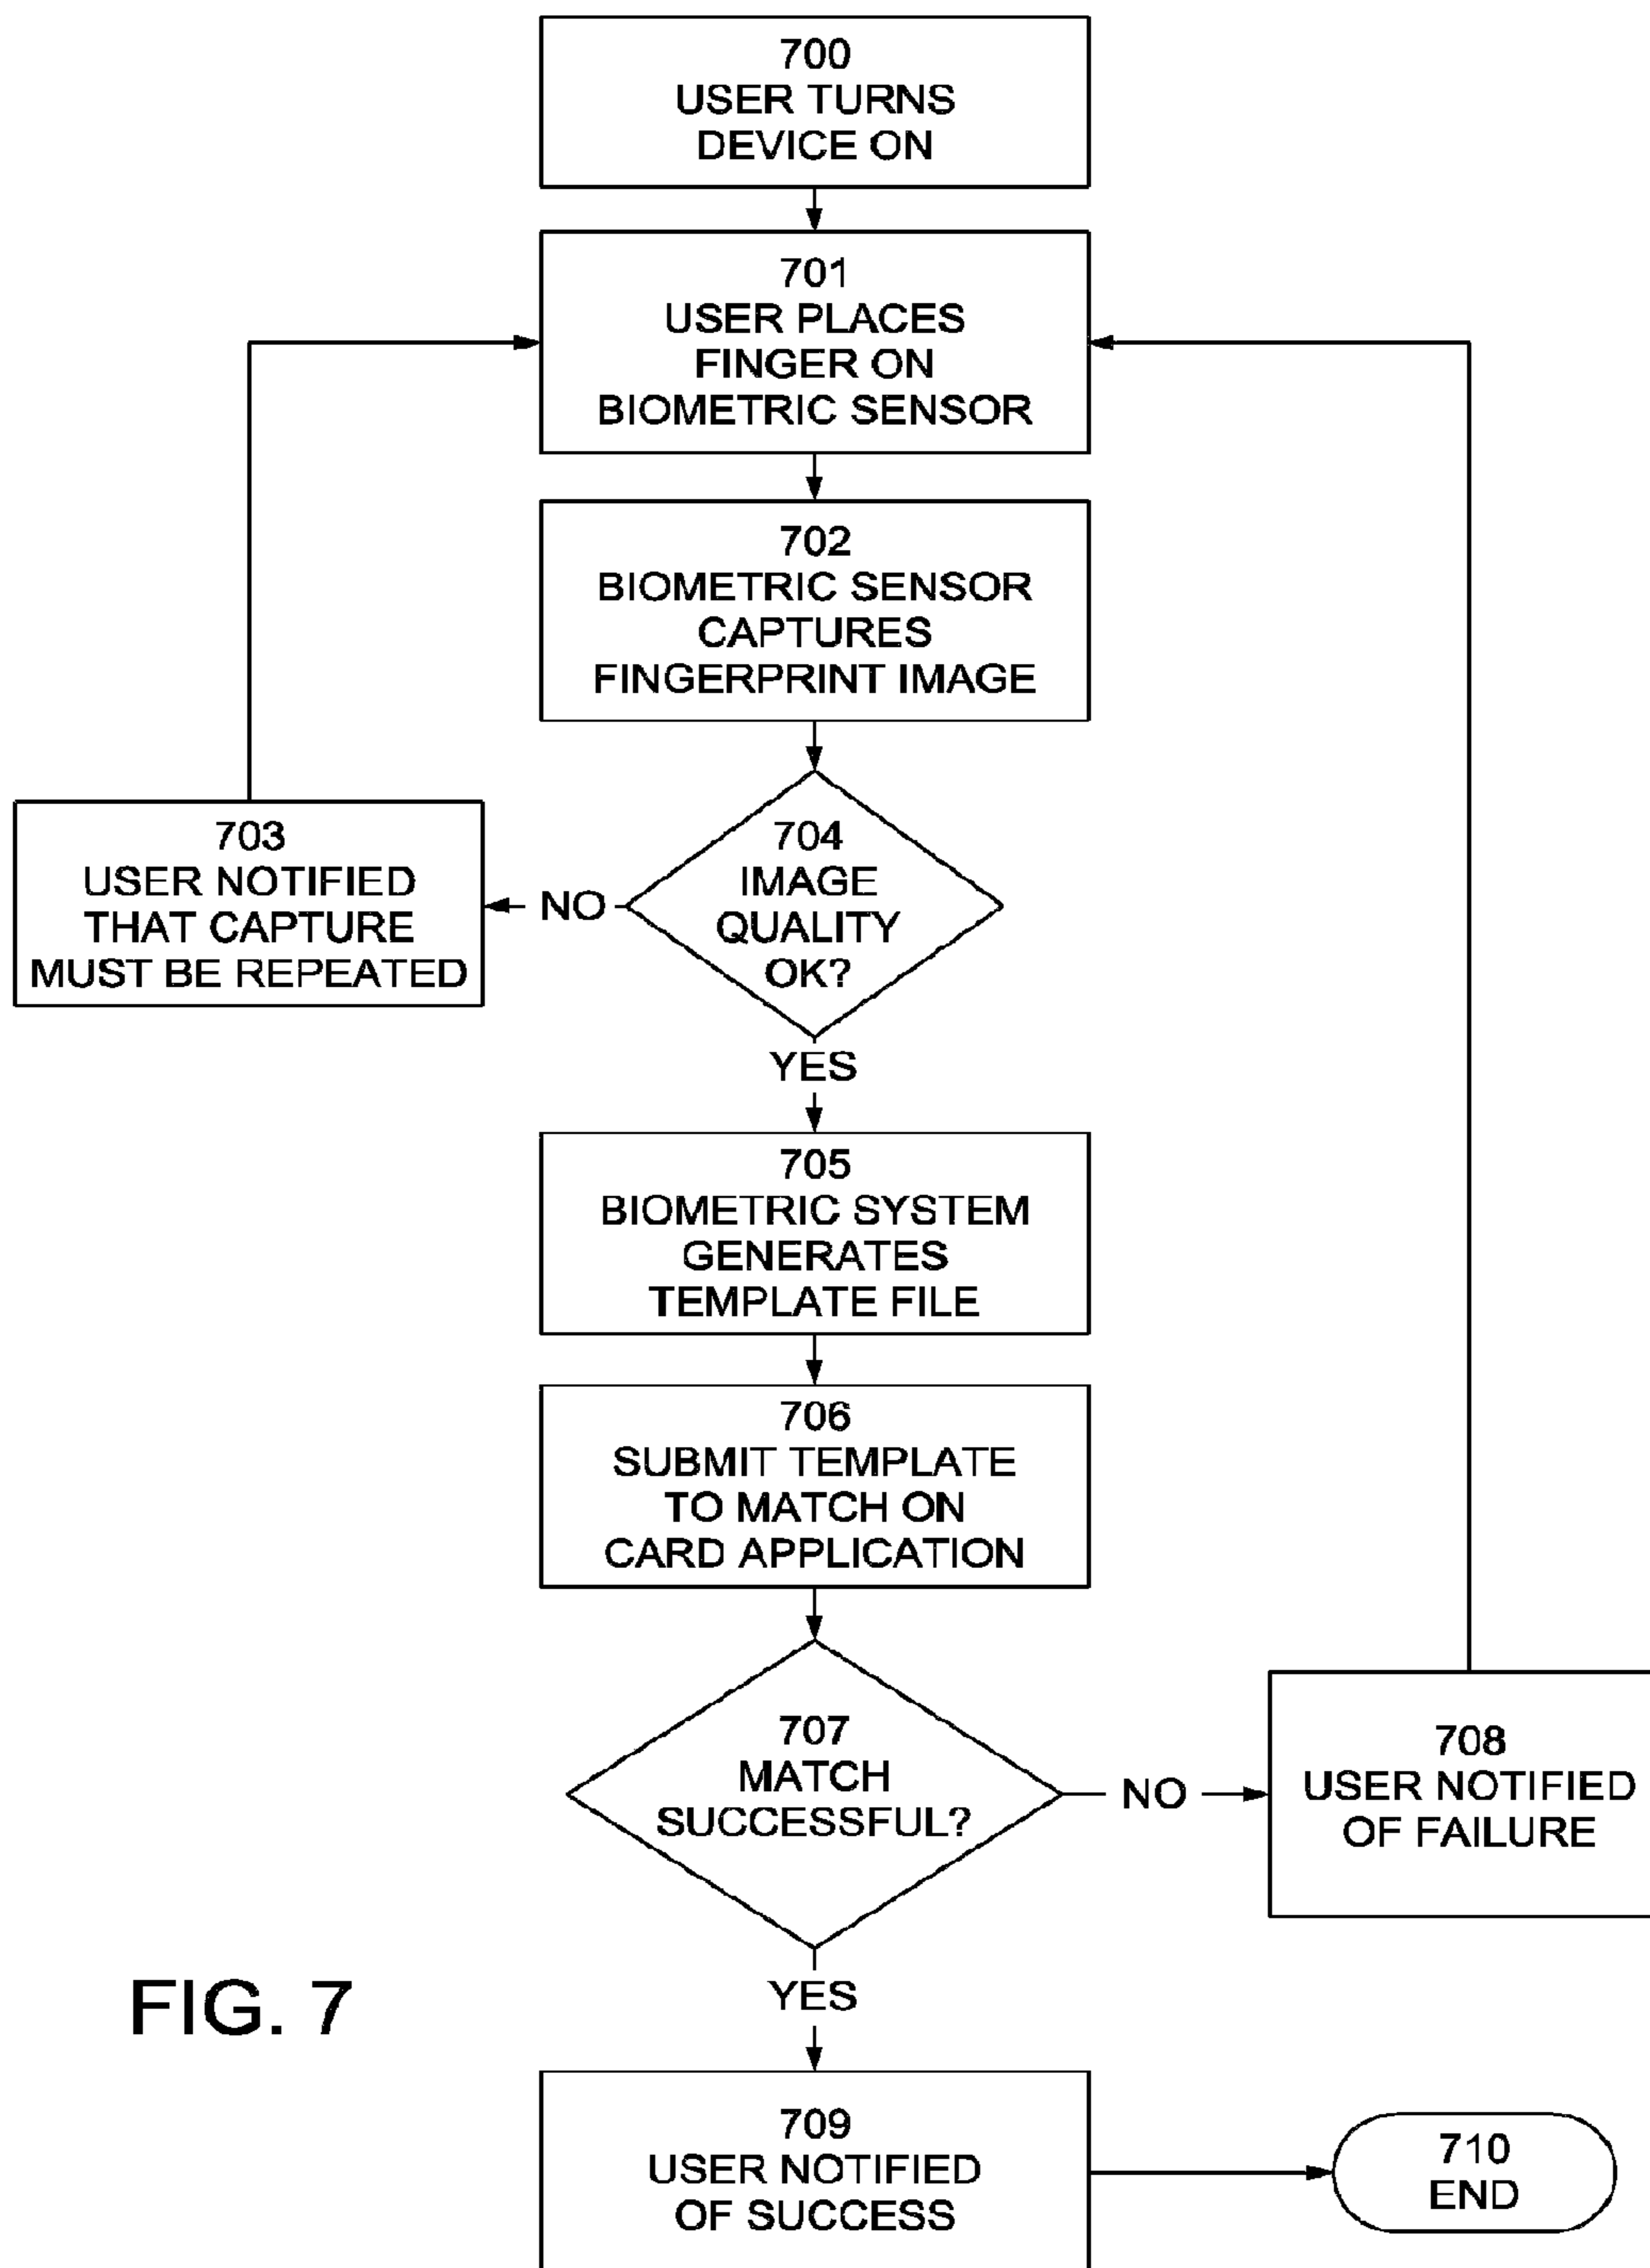 700
USER TURNS
DEVICE ON
701
USER PLACES
FINGER ON
BIOMETRIC SENSOR
702
BIOMETRIC SENSOR
CAPTURES
FINGERPRINT IMAGE
703
USER NOTIFIED
THAT CAPTURE
MUST BE REPEATED
NO
704
IMAGE
QUALITY
OK?
YES
705
BIOMETRIC SYSTEM
GENERATES
TEMPLATE FILE
706
SUBMIT TEMPLATE
TO MATCH ON
CARD APPLICATION
707
MATCH
SUCCESSFUL?
NO
708
USER NOTIFIED
OF FAILURE
YES
FIG. 7
709
USER NOTIFIED
OF SUCCESS
710
END